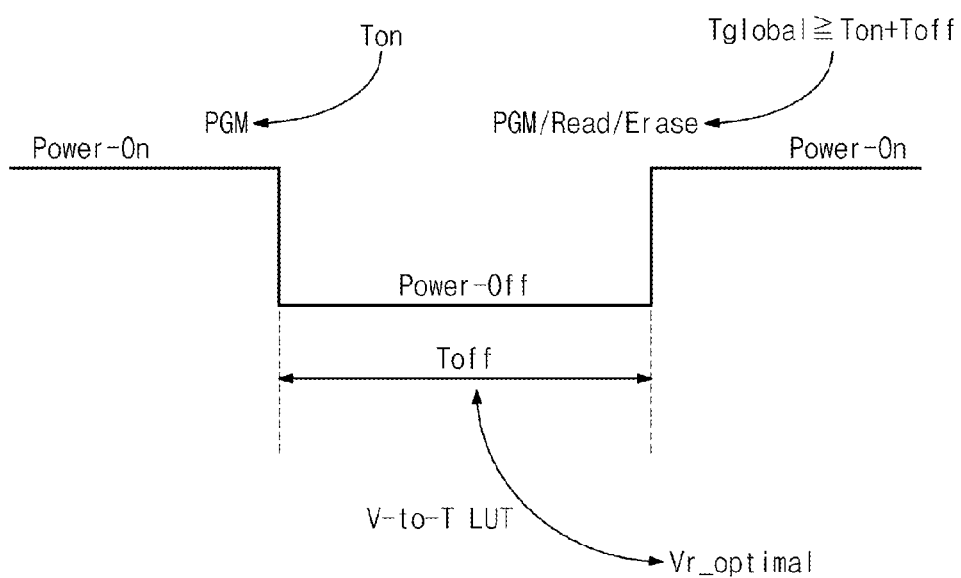 Ton
Tglobal≧Ton+Toff
PGM
PGM/Read/Erase
Power-On
Power-On
Power-Off
Toff
V-to-T LUT
Vr_optimal